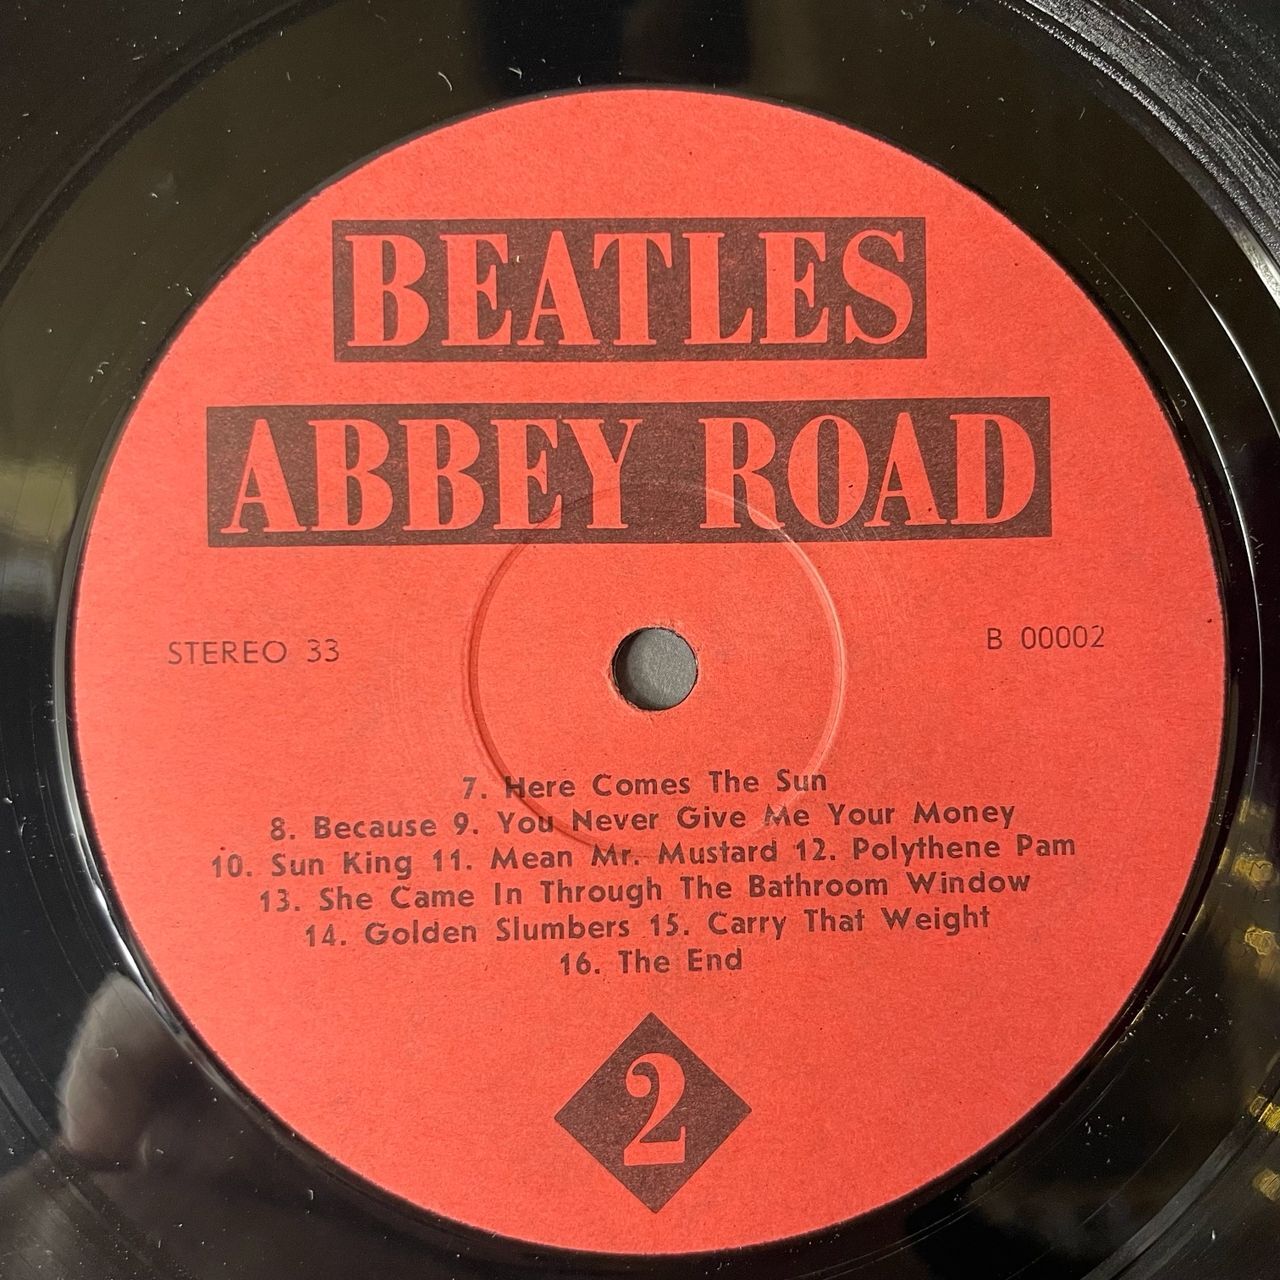 BEATLES
ABBEY ROAD
STEREO 33
B 00002
7. Here Comes The Sun
8. Because 9. You Never Give Me Your Money
10. Sun King 11. Mean Mr. Mustard 12. Polythene Pam
13. She Came In Through The Bathroom Window
14. Golden Slumbers 15. Carry That Weight
16. The End
2